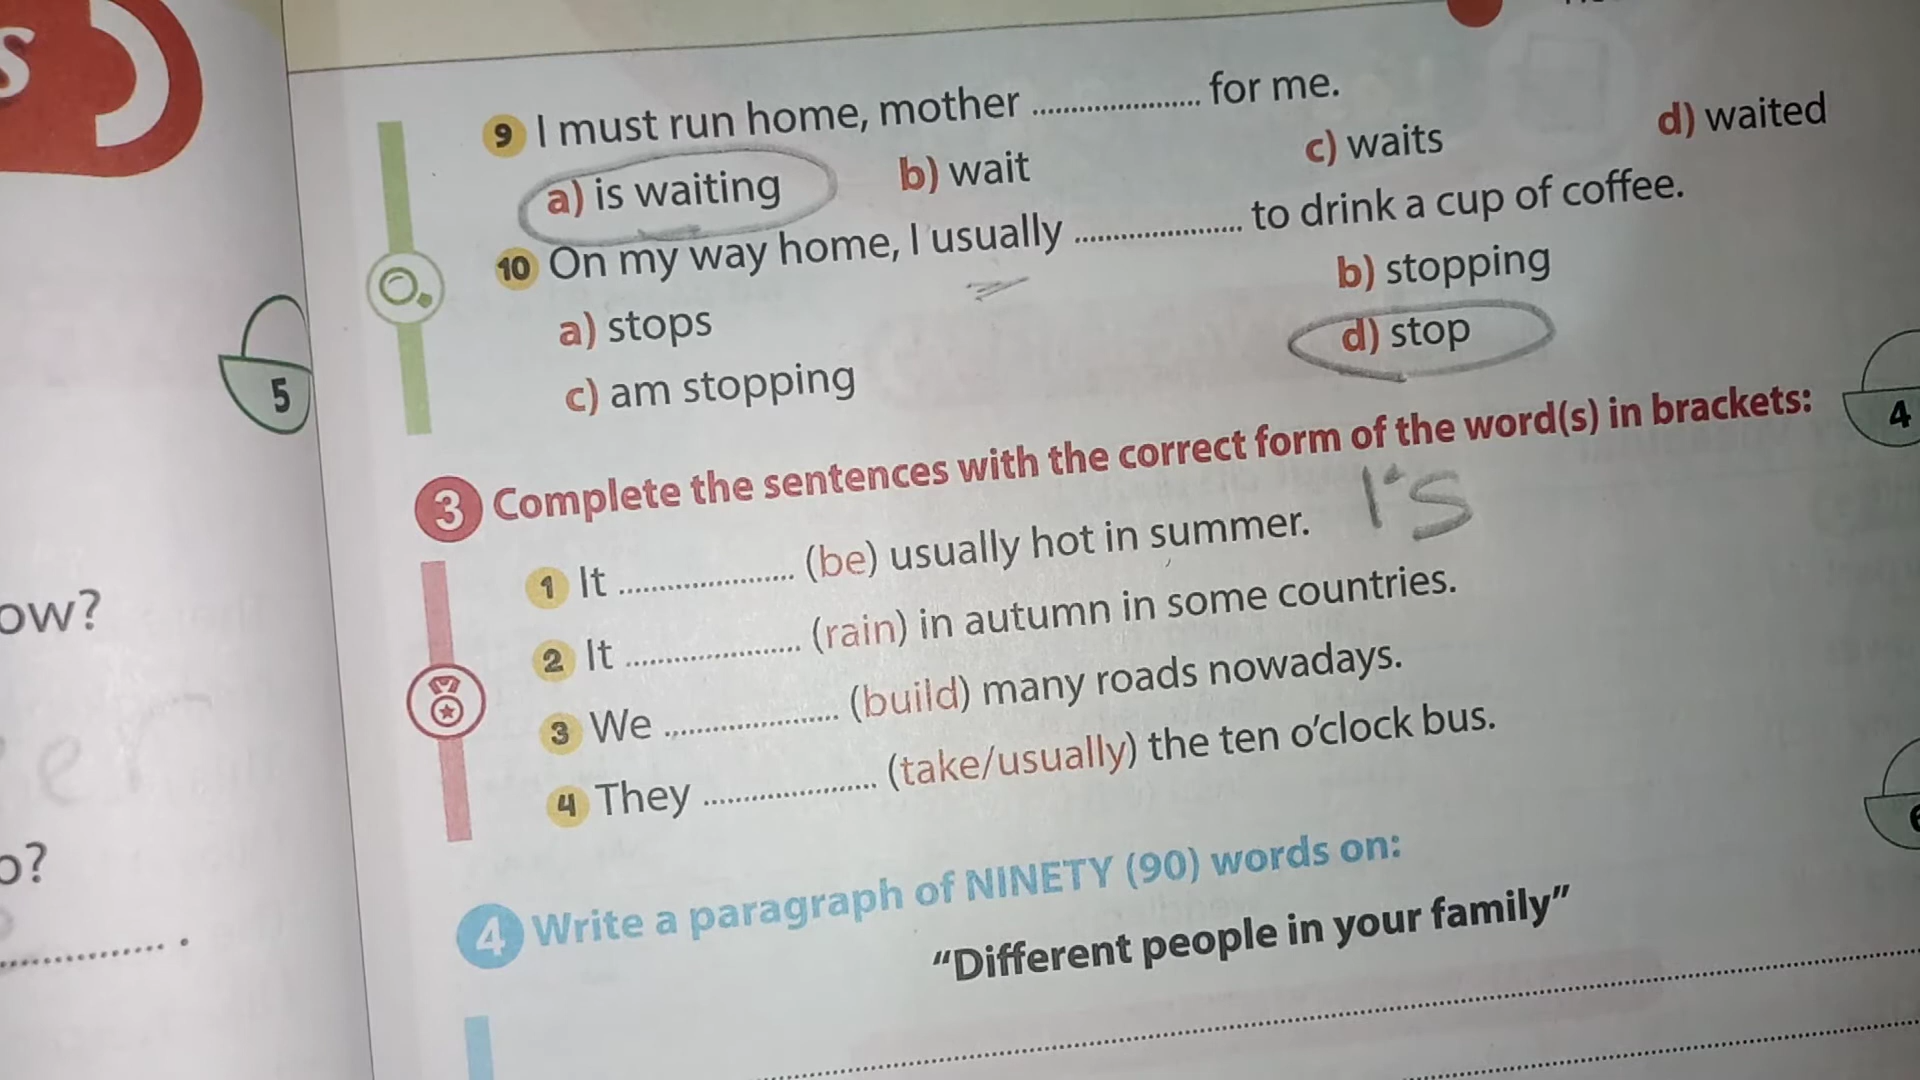 S
9 I must run home, mother .................... for me.
a) is waiting b) wait c) waits d) waited
10 On my way home, I usually .................... to drink a cup of coffee.
a) stops b) stopping
c) am stopping d) stop
5
4
3 Complete the sentences with the correct form of the word(s) in brackets:
is
1 It .................... (be) usually hot in summer.
2 It .................... (rain) in autumn in some countries.
3 We .................... (build) many roads nowadays.
4 They .................... (take/usually) the ten o'clock bus.
ow?
4 Write a paragraph of NINETY (90) words on:
"Different people in your family"